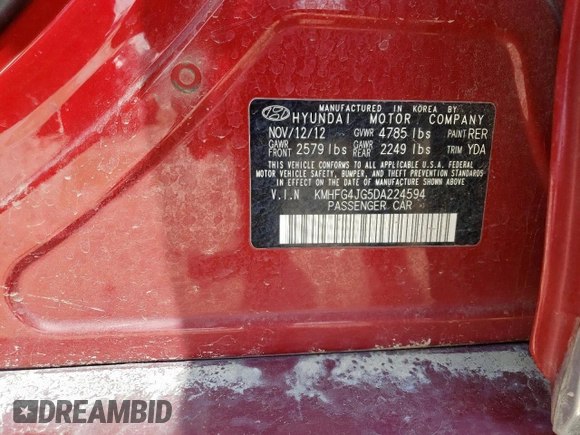 MANUFACTURED IN KOREA BY
HYUNDAI MOTOR COMPANY
NOV/12/12 GVWR 4785 lbs PAINT RER
GAWR FRONT 2579 lbs GAWR REAR 2249 lbs TRIM YDA
THIS VEHICLE CONFORMS TO ALL APPLICABLE U.S.A. FEDERAL
MOTOR VEHICLE SAFETY, BUMPER, AND THEFT PREVENTION STANDARDS
IN EFFECT ON THE DATE OF MANUFACTURE SHOWN ABOVE
V.I.N KMHFG4JG5DA224594
PASSENGER CAR
DREAMBID